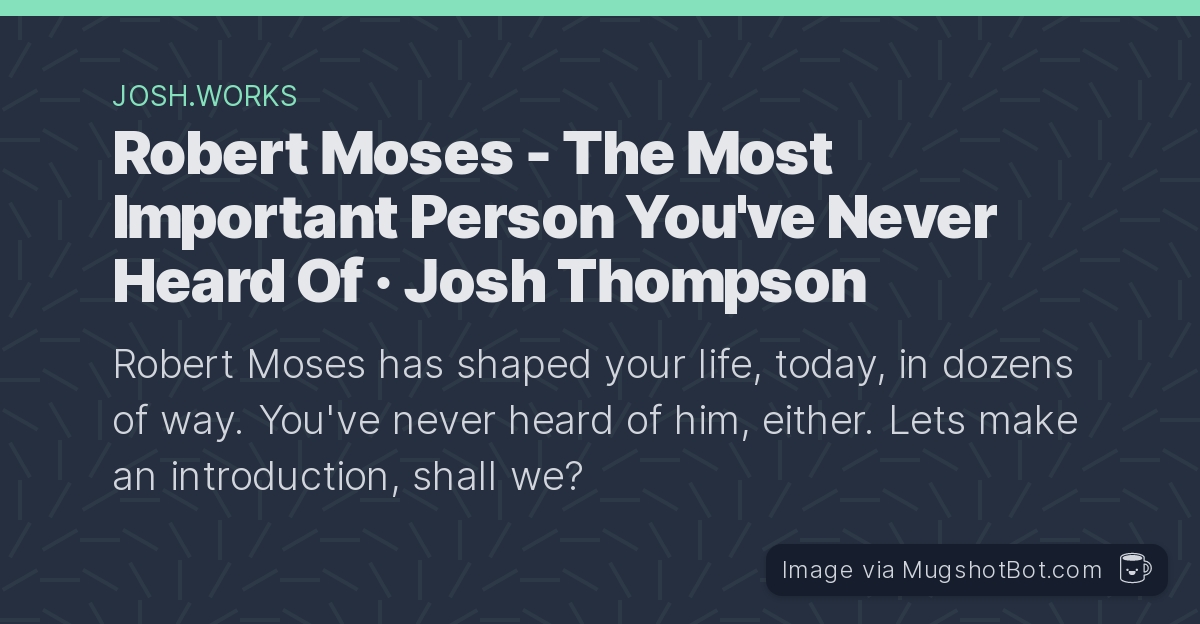 JOSH.WORKS
Robert Moses - The Most
Important Person You've Never
Heard Of · Josh Thompson
Robert Moses has shaped your life, today, in dozens
of way. You've never heard of him, either. Lets make
an introduction, shall we?
Image via MugshotBot.com